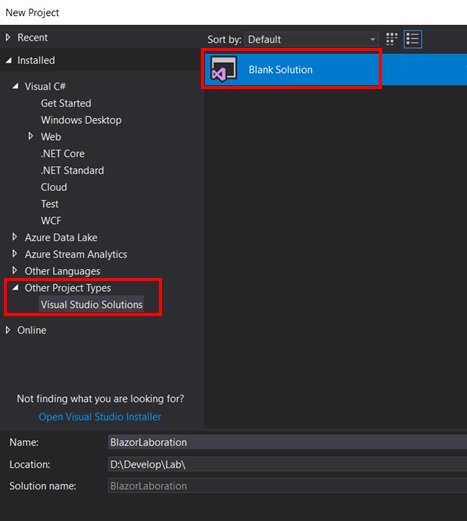 New Project
Recent
Installed
Visual C#
Get Started
Windows Desktop
Web
.NET Core
.NET Standard
Cloud
Test
WCF
Azure Data Lake
Azure Stream Analytics
Other Languages
Other Project Types
Visual Studio Solutions
Online
Not finding what you are looking for?
Open Visual Studio Installer
Sort by: Default
Blank Solution
Name: BlazorLaboration
Location: D:\Develop\Lab\
Solution name: BlazorLaboration